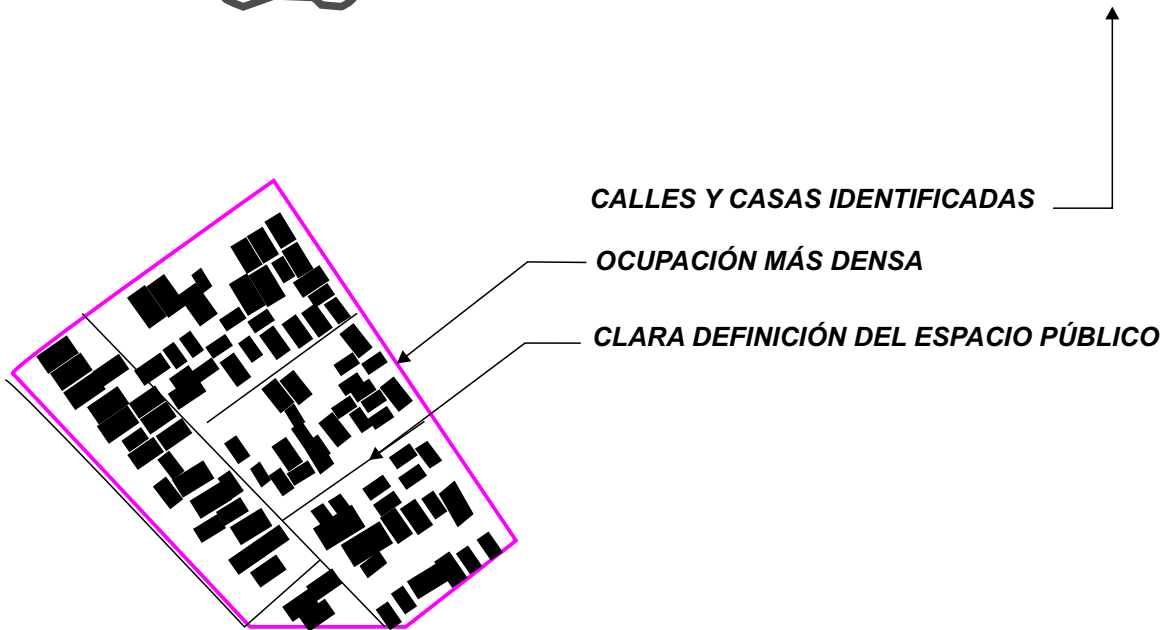 CALLES Y CASAS IDENTIFICADAS
OCUPACIÓN MÁS DENSA
CLARA DEFINICIÓN DEL ESPACIO PÚBLICO